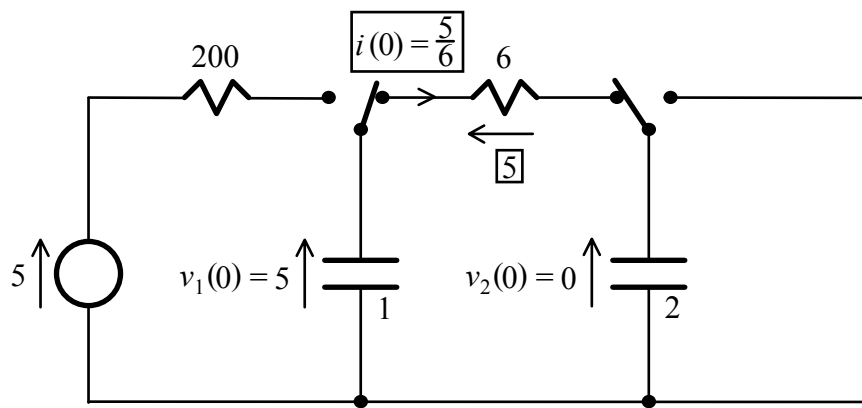 i(0) = 5/6
200
6
5
5
v₁(0) = 5
1
v₂(0) = 0
2